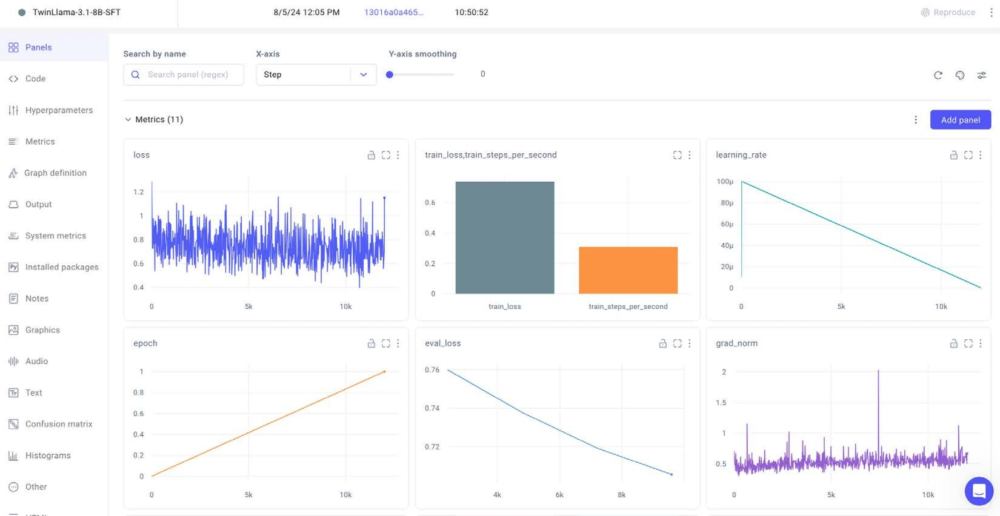 TwinLlama-3.1-8B-SFT
8/5/24 12:05 PM
13016a0a465...
10:50:52
Reproduce
Panels
Code
Hyperparameters
Metrics
Graph definition
Output
System metrics
Installed packages
Notes
Graphics
Audio
Text
Confusion matrix
Histograms
Other
Search by name
X-axis
Y-axis smoothing
Search panel (regex)
Step
0
Metrics (11)
Add panel
loss
1.2
1
0.8
0.6
0.4
0 5k 10k
train_loss,train_steps_per_second
0.6
0.4
0.2
0
train_loss train_steps_per_second
learning_rate
100µ
80µ
60µ
40µ
20µ
0
0 5k 10k
epoch
1
0.8
0.6
0.4
0.2
0
0 5k 10k
eval_loss
0.76
0.74
0.72
4k 6k 8k
grad_norm
2
1.5
1
0.5
0 5k 10k